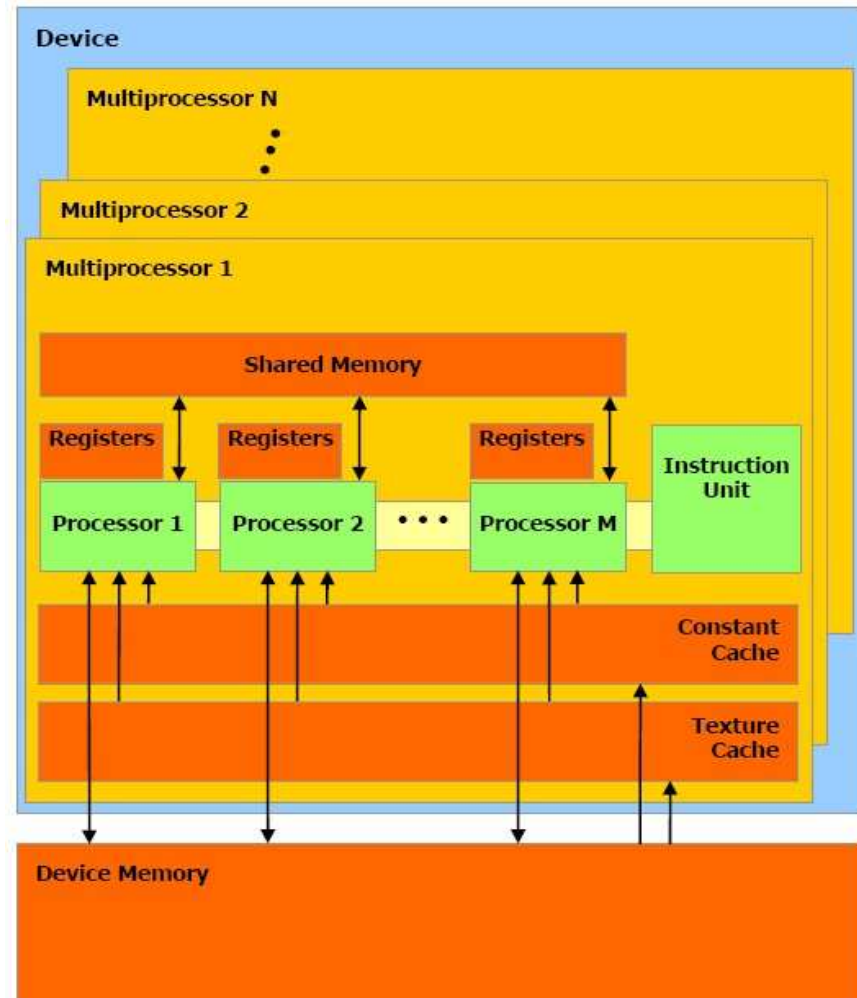 Device
Multiprocessor N
Multiprocessor 2
Multiprocessor 1
Shared Memory
Registers
Registers
Registers
Instruction
Unit
Processor 1
Processor 2
Processor M
Constant
Cache
Texture
Cache
Device Memory